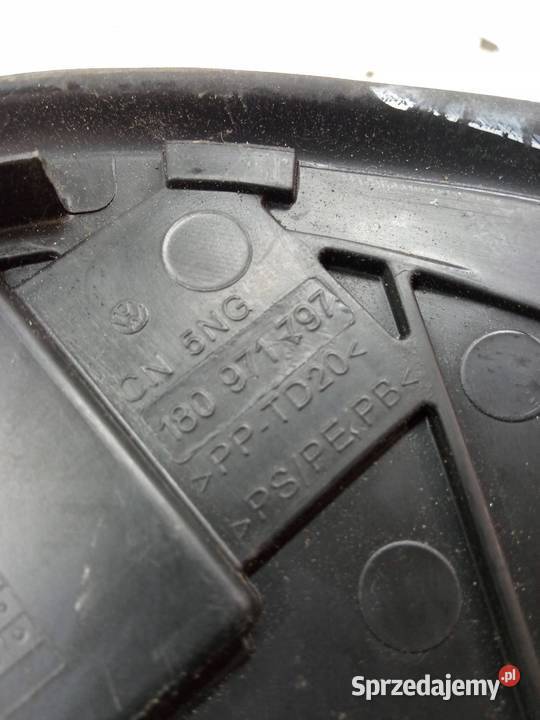 CN 5NG
180 971 797
>PP-TD20<
>PS/PE,PB<
Sprzedajemy.pl